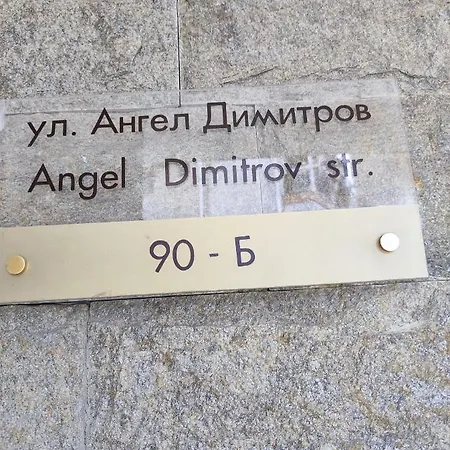 ул. Ангел Димитров
Angel Dimitrov str.
90 - Б